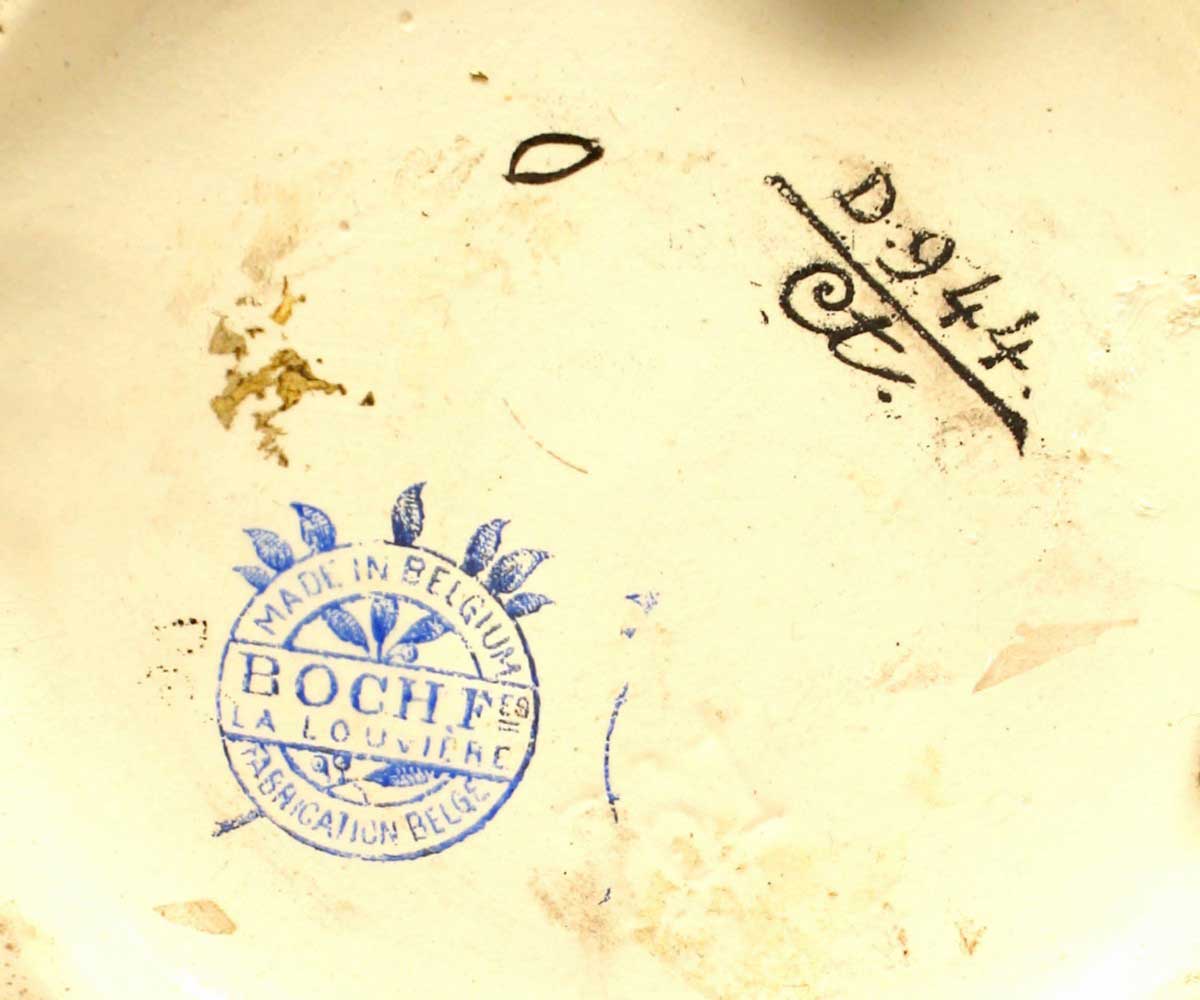 D.944.
MADE IN BELGIUM
BOCH.Fes
LA LOUVIÈRE
FABRICATION BELGE